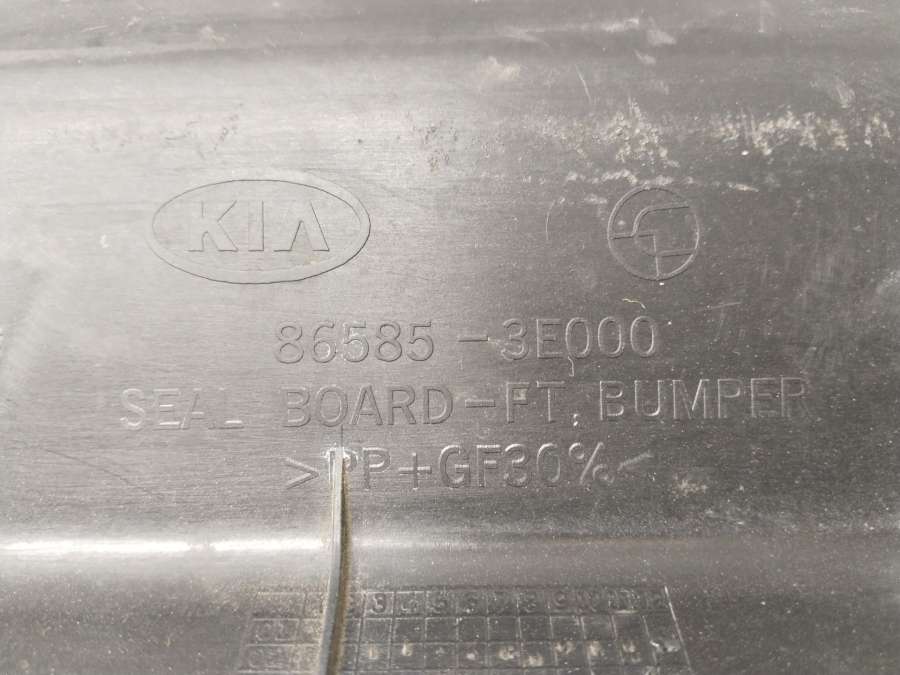 KIA
86585-3E000
SEAL BOARD-FT, BUMPER
>PP+GF30%<